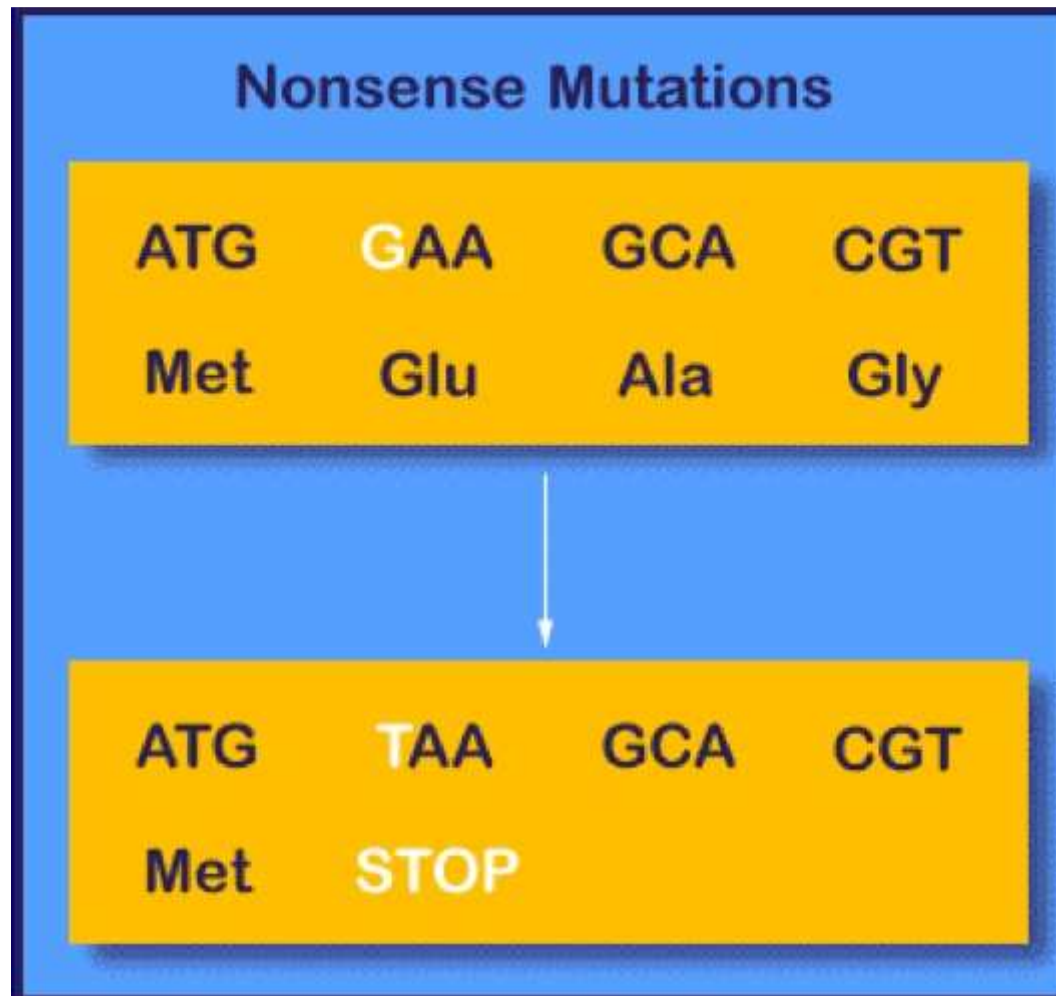 Nonsense Mutations
ATG GAA GCA CGT
Met Glu Ala Gly
ATG TAA GCA CGT
Met STOP